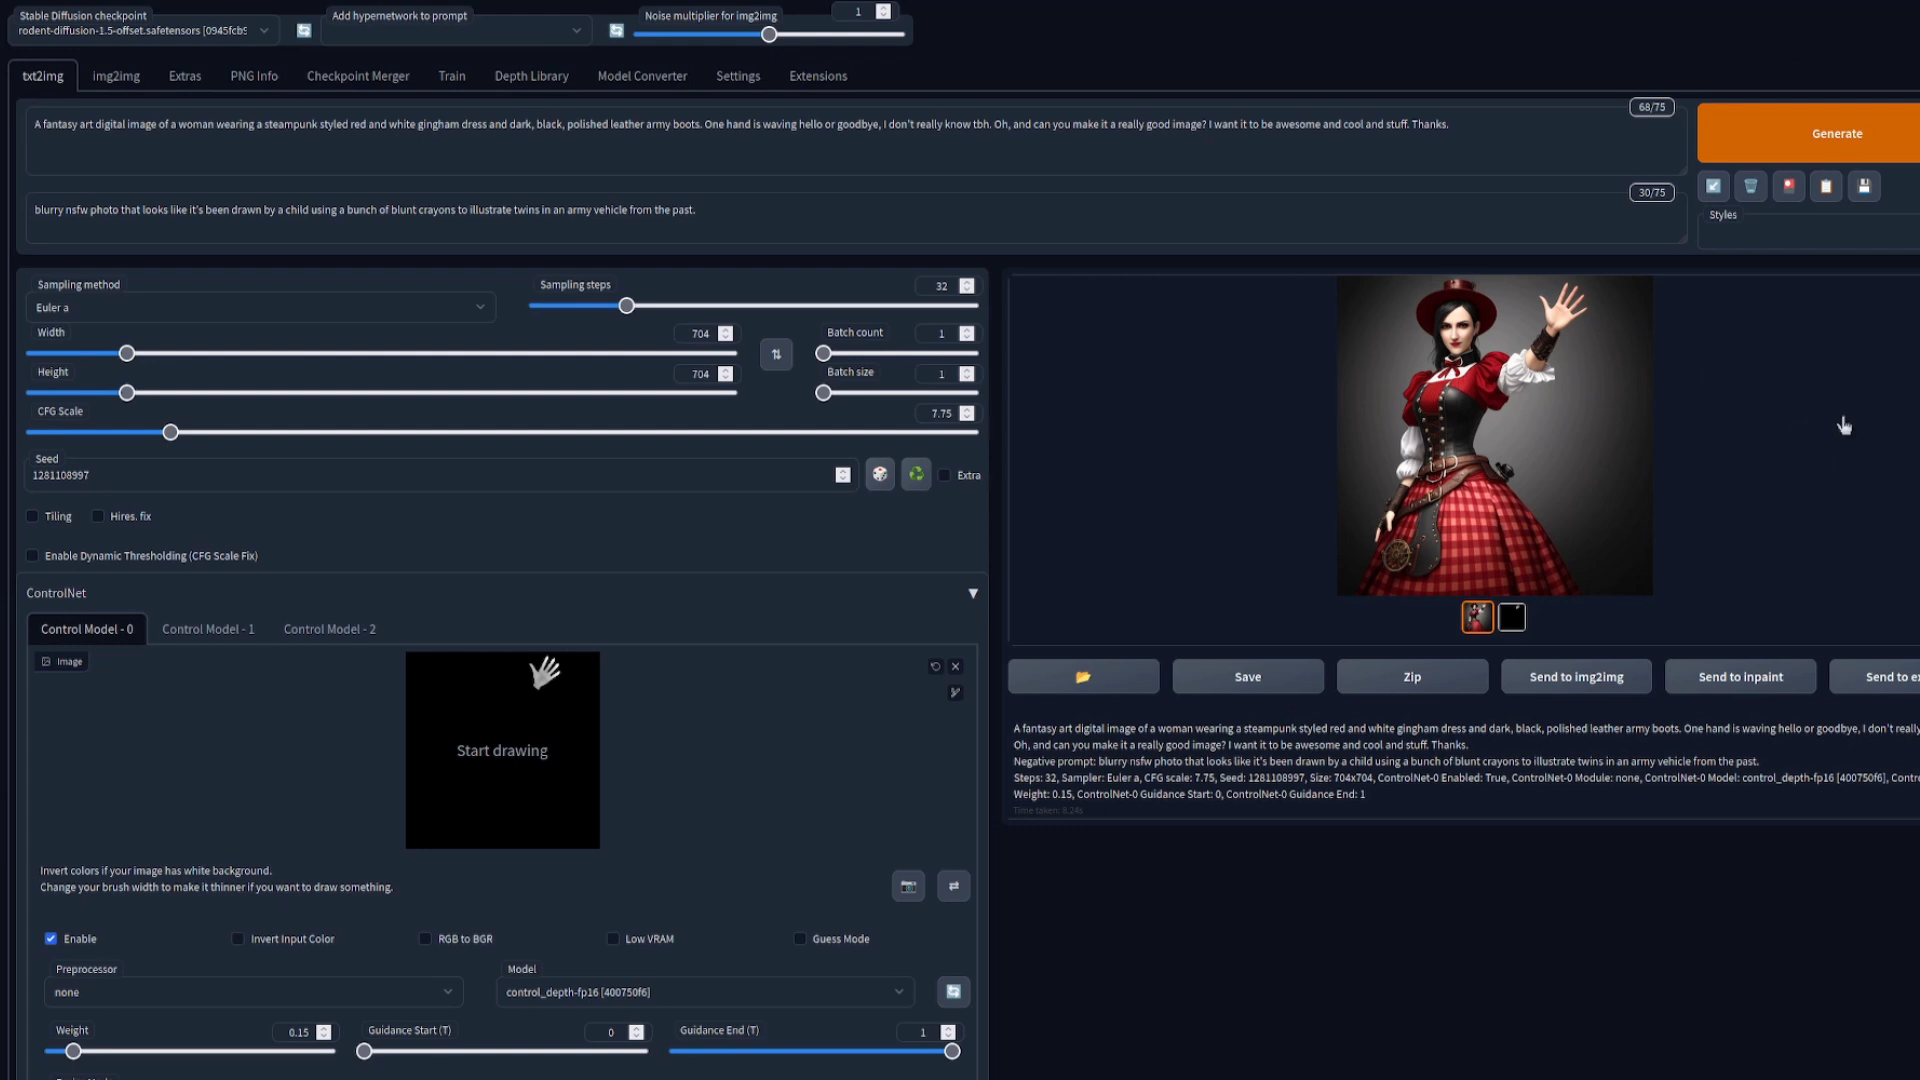 Stable Diffusion checkpoint
rodent-diffusion-1.5-offset.safetensors [0945fcb9
Add hypernetwork to prompt
Noise multiplier for img2img
1
txt2img
img2img
Extras
PNG Info
Checkpoint Merger
Train
Depth Library
Model Converter
Settings
Extensions
68/75
A fantasy art digital image of a woman wearing a steampunk styled red and white gingham dress and dark, black, polished leather army boots. One hand is waving hello or goodbye, I don't really know tbh. Oh, and can you make it a really good image? I want it to be awesome and cool and stuff. Thanks.
Generate
30/75
blurry nsfw photo that looks like it's been drawn by a child using a bunch of blunt crayons to illustrate twins in an army vehicle from the past.
Styles
Sampling method
Euler a
Sampling steps
32
Width
704
Batch count
1
Height
704
Batch size
1
CFG Scale
7.75
Seed
1281108997
Extra
Tiling
Hires. fix
Enable Dynamic Thresholding (CFG Scale Fix)
ControlNet
Control Model - 0
Control Model - 1
Control Model - 2
Image
Start drawing
Invert colors if your image has white background.
Change your brush width to make it thinner if you want to draw something.
Enable
Invert Input Color
RGB to BGR
Low VRAM
Guess Mode
Preprocessor
none
Model
control_depth-fp16 [400750f6]
Weight
0.15
Guidance Start (T)
0
Guidance End (T)
1
Save
Zip
Send to img2img
Send to inpaint
Send to ex
A fantasy art digital image of a woman wearing a steampunk styled red and white gingham dress and dark, black, polished leather army boots. One hand is waving hello or goodbye, I don't really
Oh, and can you make it a really good image? I want it to be awesome and cool and stuff. Thanks.
Negative prompt: blurry nsfw photo that looks like it's been drawn by a child using a bunch of blunt crayons to illustrate twins in an army vehicle from the past.
Steps: 32, Sampler: Euler a, CFG scale: 7.75, Seed: 1281108997, Size: 704x704, ControlNet-0 Enabled: True, ControlNet-0 Module: none, ControlNet-0 Model: control_depth-fp16 [400750f6], Contro
Weight: 0.15, ControlNet-0 Guidance Start: 0, ControlNet-0 Guidance End: 1
Time taken: 8.24s